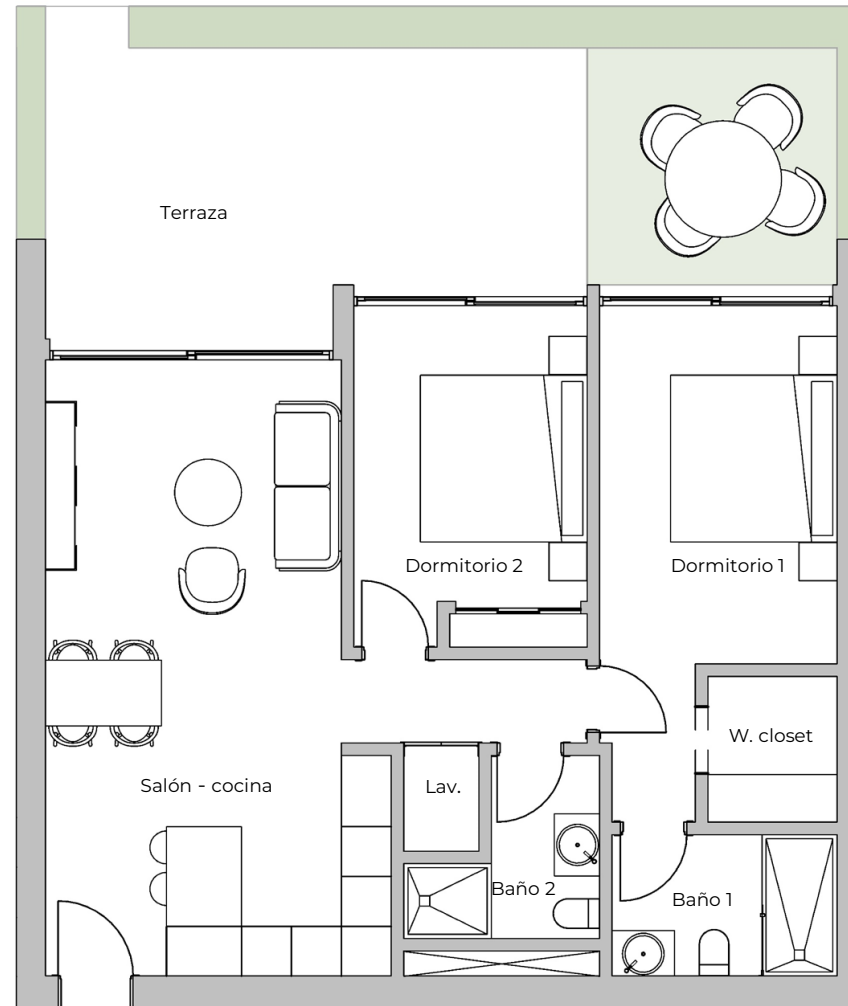 Terraza
Dormitorio 2
Dormitorio 1
W. closet
Salón - cocina
Lav.
Baño 2
Baño 1